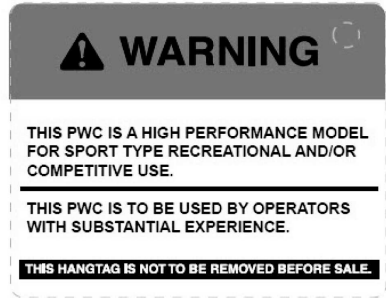 WARNING
THIS PWC IS A HIGH PERFORMANCE MODEL
FOR SPORT TYPE RECREATIONAL AND/OR
COMPETITIVE USE.
THIS PWC IS TO BE USED BY OPERATORS
WITH SUBSTANTIAL EXPERIENCE.
THIS HANGTAG IS NOT TO BE REMOVED BEFORE SALE.